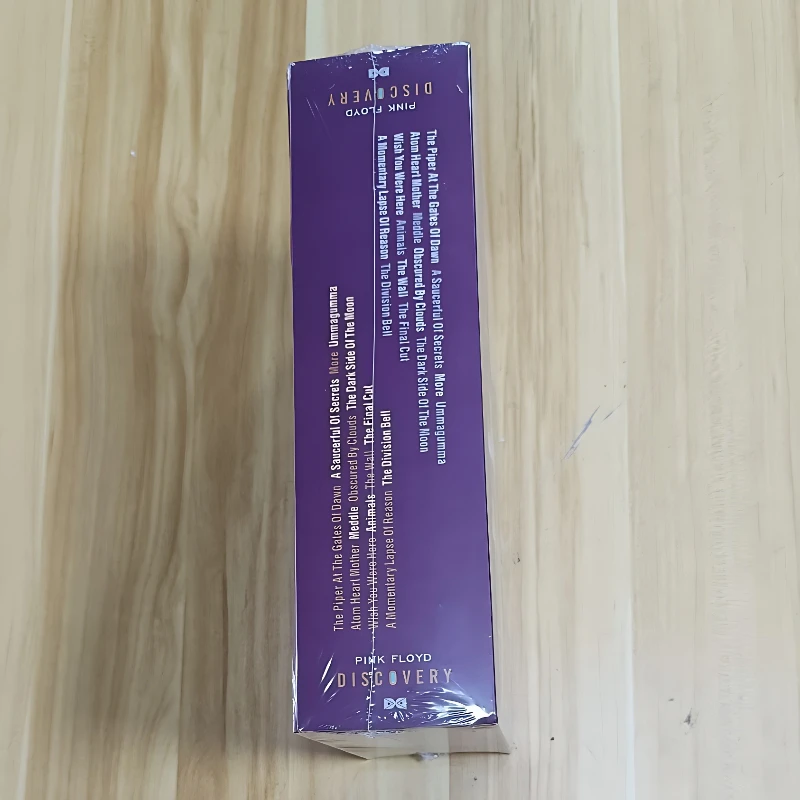 PINK FLOYD
DISCOVERY
The Piper At The Gates Of Dawn A Saucerful Of Secrets More Ummagumma
Atom Heart Mother Meddle Obscured By Clouds The Dark Side Of The Moon
Wish You Were Here Animals The Wall The Final Cut
A Momentary Lapse Of Reason The Division Bell
The Piper At The Gates Of Dawn A Saucerful Of Secrets More Ummagumma
Atom Heart Mother Meddle Obscured By Clouds The Dark Side Of The Moon
Wish You Were Here Animals The Wall The Final Cut
A Momentary Lapse Of Reason The Division Bell
PINK FLOYD
DISCOVERY